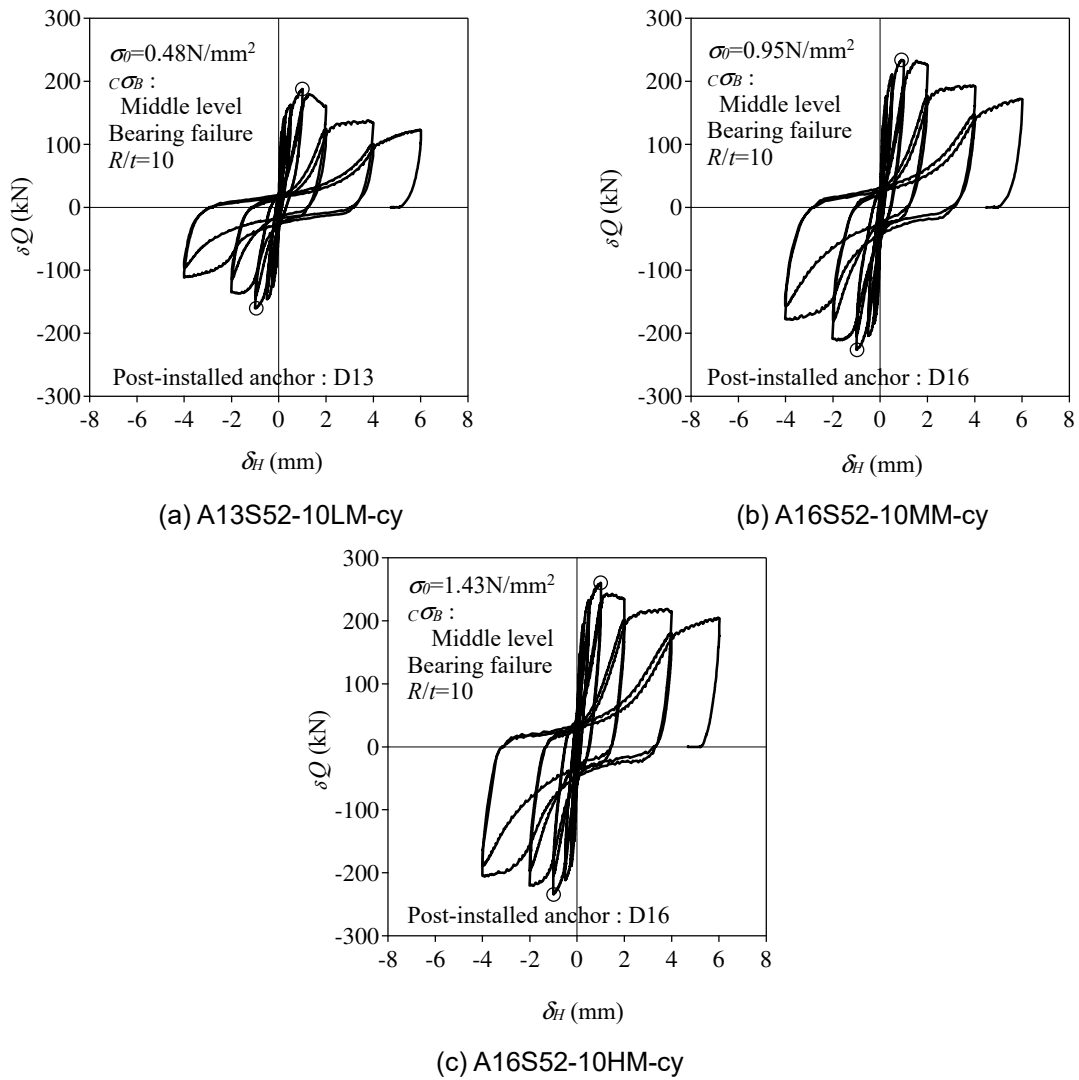 300
200
100
0
-100
-200
-300
δQ (kN)
σ0=0.48N/mm2
CσB :
Middle level
Bearing failure
R/t=10
Post-installed anchor : D13
-8 -6 -4 -2 0 2 4 6 8
δH (mm)
(a) A13S52-10LM-cy
300
200
100
0
-100
-200
-300
δQ (kN)
σ0=0.95N/mm2
CσB :
Middle level
Bearing failure
R/t=10
Post-installed anchor : D16
-8 -6 -4 -2 0 2 4 6 8
δH (mm)
(b) A16S52-10MM-cy
300
200
100
0
-100
-200
-300
δQ (kN)
σ0=1.43N/mm2
CσB :
Middle level
Bearing failure
R/t=10
Post-installed anchor : D16
-8 -6 -4 -2 0 2 4 6 8
δH (mm)
(c) A16S52-10HM-cy